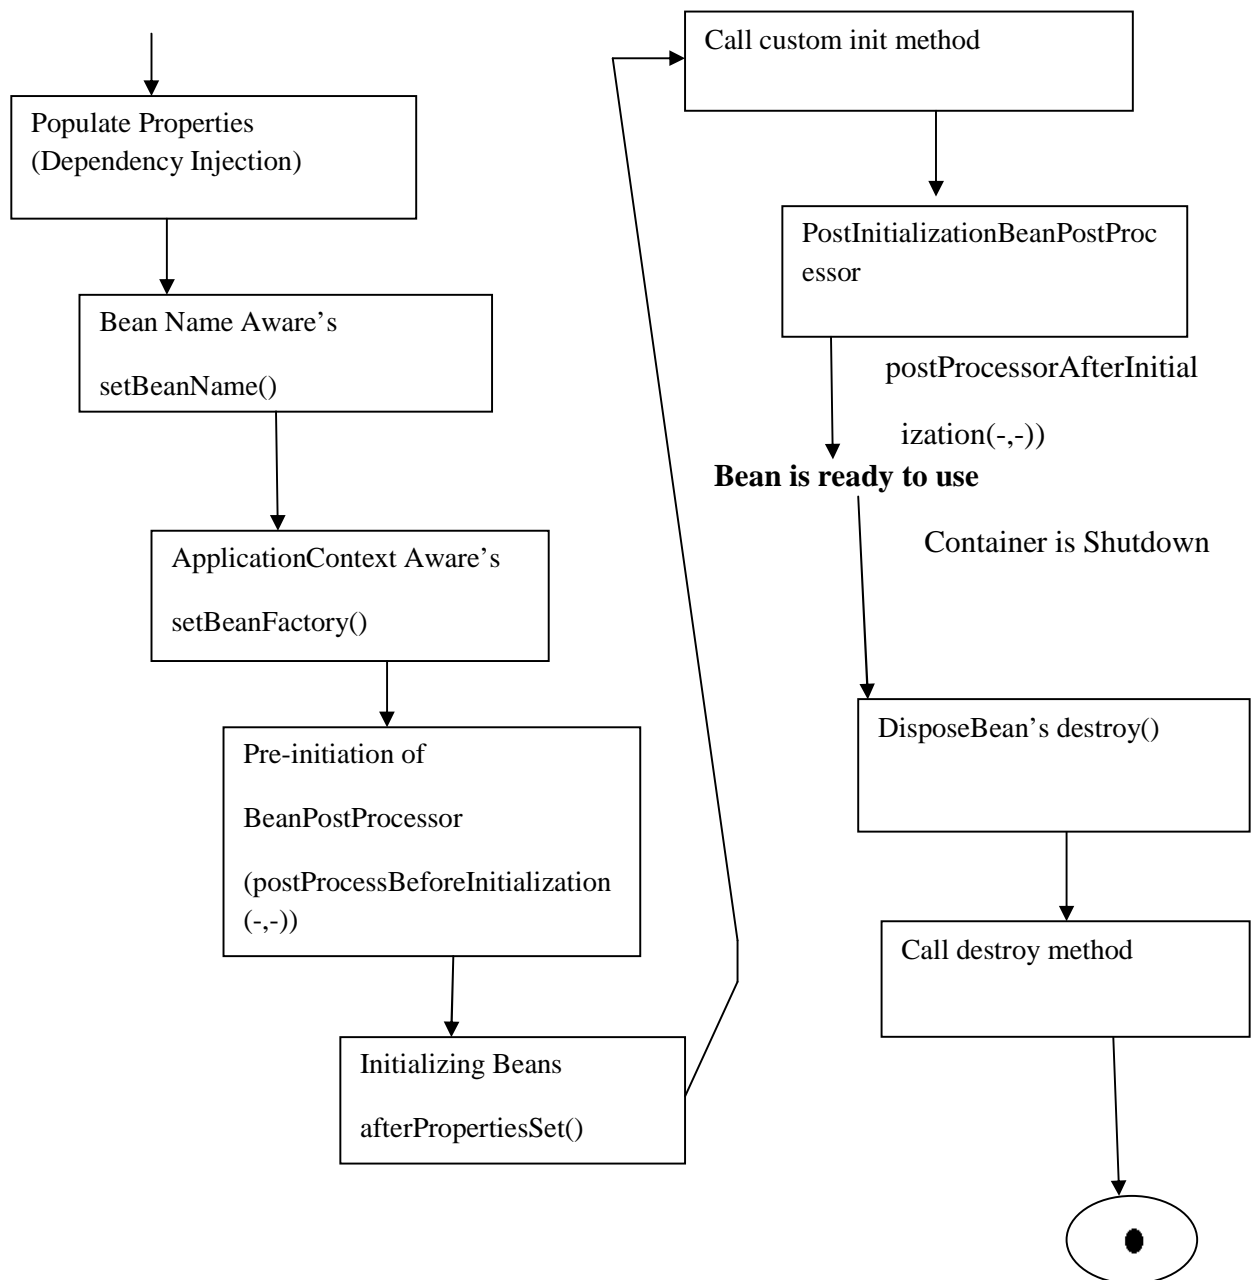 Populate Properties
(Dependency Injection)
Bean Name Aware’s
setBeanName()
ApplicationContext Aware’s
setBeanFactory()
Pre-initiation of
BeanPostProcessor
(postProcessBeforeInitialization
(-,-))
Initializing Beans
afterPropertiesSet()
Call custom init method
PostInitializationBeanPostProc
essor
postProcessorAfterInitial
ization(-,-))
Bean is ready to use
Container is Shutdown
DisposeBean’s destroy()
Call destroy method